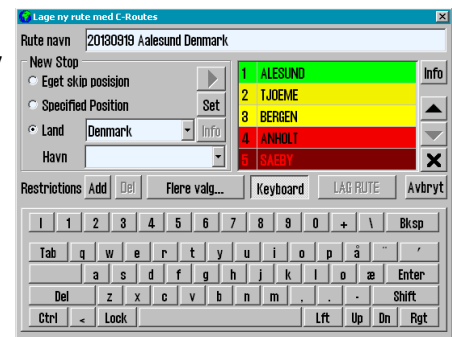 Lage ny rute med C-Routes
Rute navn 20130919 Aalesund Denmark
New Stop
Eget skip posisjon
Specified Position Set
Land Denmark Info
Havn
1 ALESUND
2 TJOEME
3 BERGEN
4 ANHOLT
5 SAEBY
Info
Restrictions Add Del Flere valg... Keyboard LAG RUTE Avbryt
| 1 2 3 4 5 6 7 8 9 0 + \ Bksp
Tab q w e r t y u i o p å ¨ ´
a s d f g h j k l ø æ Enter
Del z x c v b n m , . - Shift
Ctrl < Lock Lft Up Dn Rgt